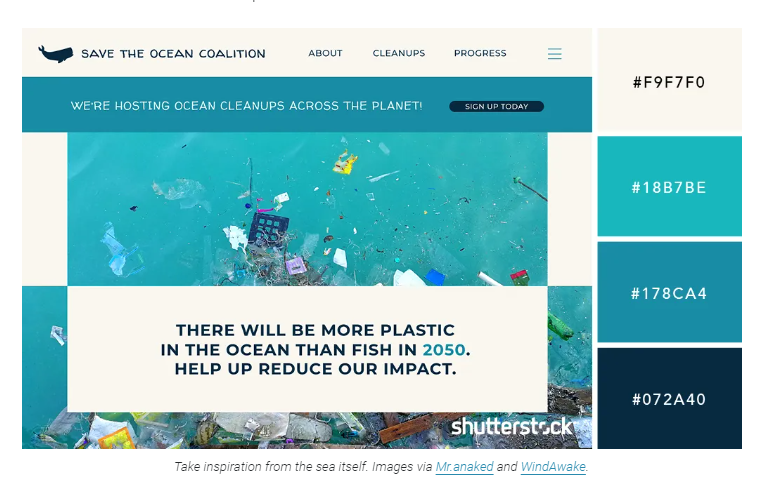 SAVE THE OCEAN COALITION ABOUT CLEANUPS PROGRESS
WE'RE HOSTING OCEAN CLEANUPS ACROSS THE PLANET! SIGN UP TODAY
THERE WILL BE MORE PLASTIC
IN THE OCEAN THAN FISH IN 2050.
HELP UP REDUCE OUR IMPACT.
shutterstock
#F9F7F0
#18B7BE
#178CA4
#072A40
Take inspiration from the sea itself. Images via Mr.anaked and WindAwake.